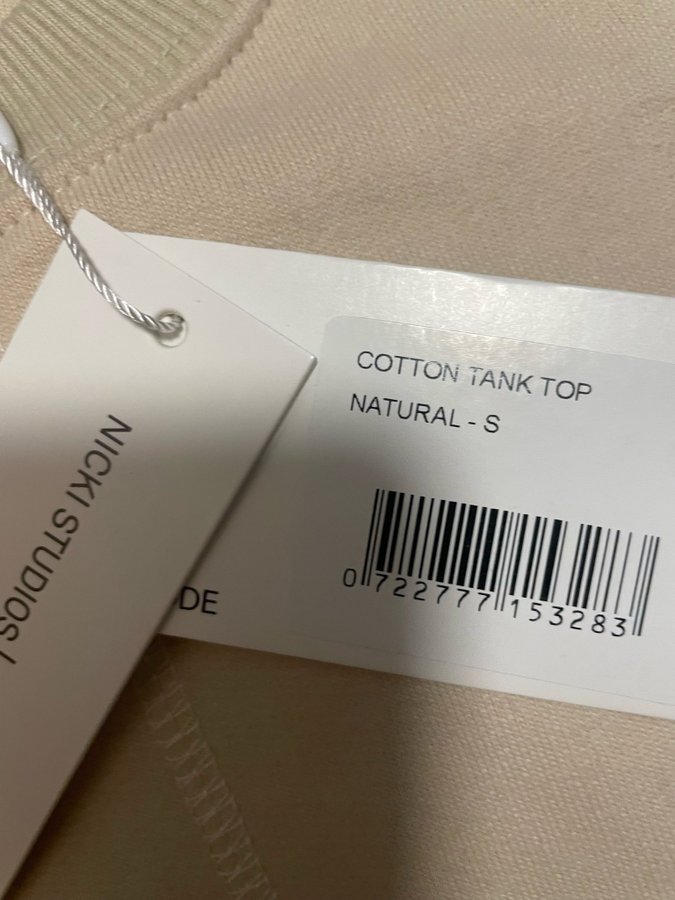 COTTON TANK TOP
NATURAL - S
0 722777 153283
NICKI STUDIOS
DE